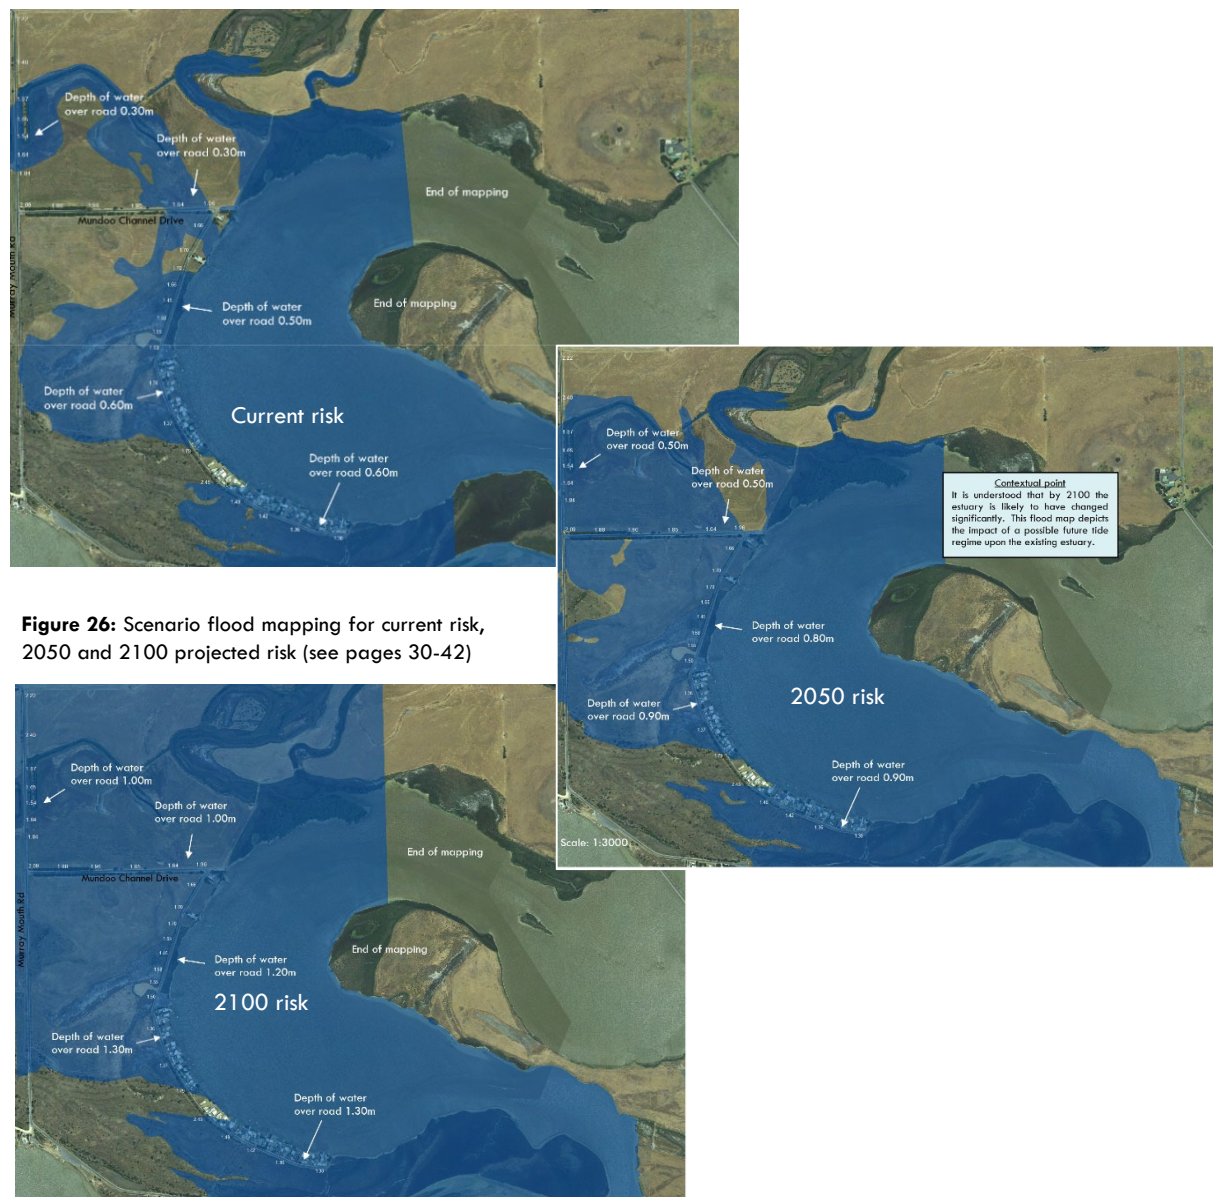 Depth of water
over road 0.30m
Depth of water
over road 0.30m
End of mapping
Mundoo Channel Drive
Murray Mouth Rd
End of mapping
Depth of water
over road 0.50m
Depth of water
over road 0.60m
Current risk
Depth of water
over road 0.60m
Figure 26: Scenario flood mapping for current risk,
2050 and 2100 projected risk (see pages 30-42)
Depth of water
over road 0.50m
Depth of water
over road 0.50m
Contextual point
It is understood that by 2100 the
estuary is likely to have changed
significantly. This flood map depicts
the impact of a possible future tide
regime upon the existing estuary.
Depth of water
over road 0.80m
Depth of water
over road 0.90m
2050 risk
Depth of water
over road 0.90m
Scale: 1:3000
Depth of water
over road 1.00m
Depth of water
over road 1.00m
End of mapping
Mundoo Channel Drive
Murray Mouth Rd
End of mapping
Depth of water
over road 1.20m
2100 risk
Depth of water
over road 1.30m
Depth of water
over road 1.30m